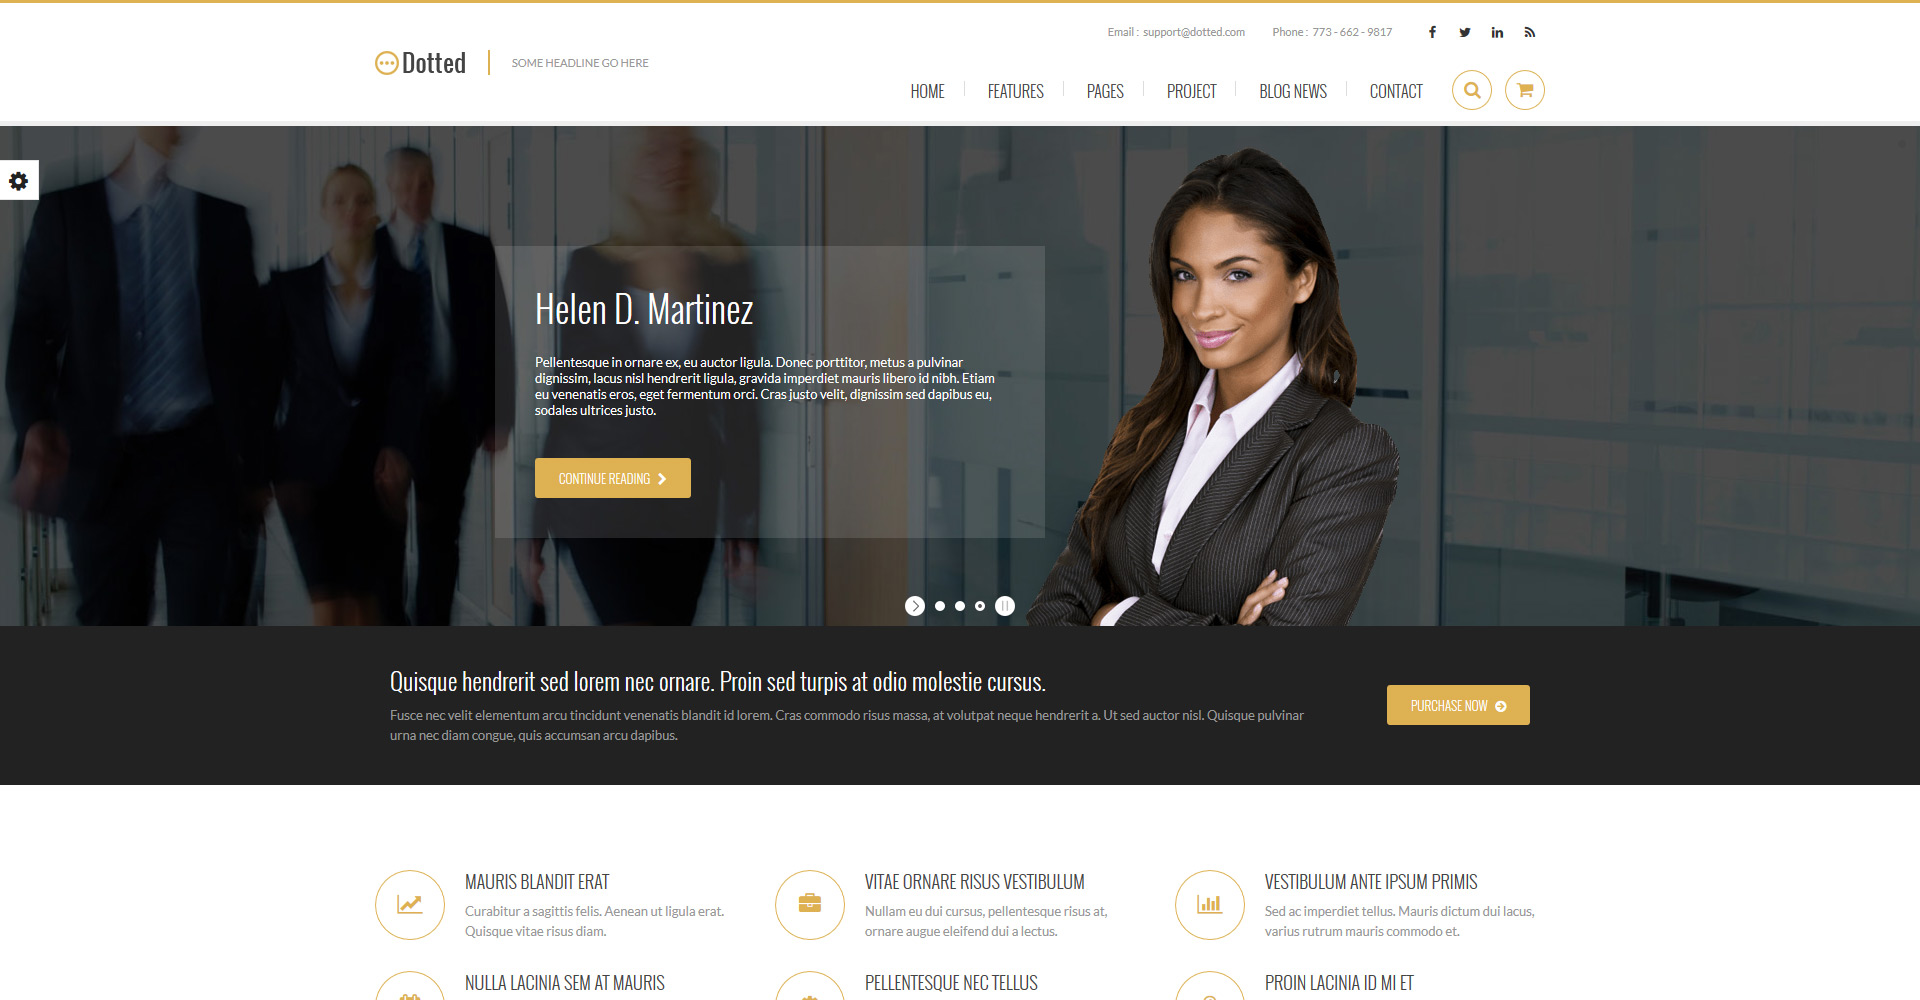 Email : support@dotted.com Phone : 773 - 662 - 9817
Dotted
SOME HEADLINE GO HERE
HOME FEATURES PAGES PROJECT BLOG NEWS CONTACT
Helen D. Martinez
Pellentesque in ornare ex, eu auctor ligula. Donec porttitor, metus a pulvinar
dignissim, lacus nisl hendrerit ligula, gravida imperdiet mauris libero id nibh. Etiam
eu venenatis eros, eget fermentum orci. Cras justo velit, dignissim sed dapibus eu,
sodales ultrices justo.
CONTINUE READING
Quisque hendrerit sed lorem nec ornare. Proin sed turpis at odio molestie cursus.
Fusce nec velit elementum arcu tincidunt venenatis blandit id lorem. Cras commodo risus massa, at volutpat neque hendrerit a. Ut sed auctor nisl. Quisque pulvinar
urna nec diam congue, quis accumsan arcu dapibus.
PURCHASE NOW
MAURIS BLANDIT ERAT
Curabitur a sagittis felis. Aenean ut ligula erat.
Quisque vitae risus diam.
VITAE ORNARE RISUS VESTIBULUM
Nullam eu dui cursus, pellentesque risus at,
ornare augue eleifend dui a lectus.
VESTIBULUM ANTE IPSUM PRIMIS
Sed ac imperdiet tellus. Mauris dictum dui lacus,
varius rutrum mauris commodo et.
NULLA LACINIA SEM AT MAURIS
PELLENTESQUE NEC TELLUS
PROIN LACINIA ID MI ET